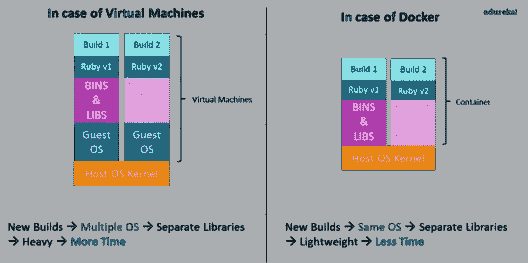 In case of Virtual Machines
Build 1
Build 2
Ruby v1
Ruby v2
BINS
&
LIBS
Guest
OS
Guest
OS
Host OS Kernel
Virtual Machines
New Builds → Multiple OS → Separate Libraries
→ Heavy → More Time
In case of Docker
edureka!
Build 1
Build 2
Ruby v1
Ruby v2
BINS
&
LIBS
Host OS Kernel
Container
New Builds → Same OS → Separate Libraries
→ Lightweight → Less Time